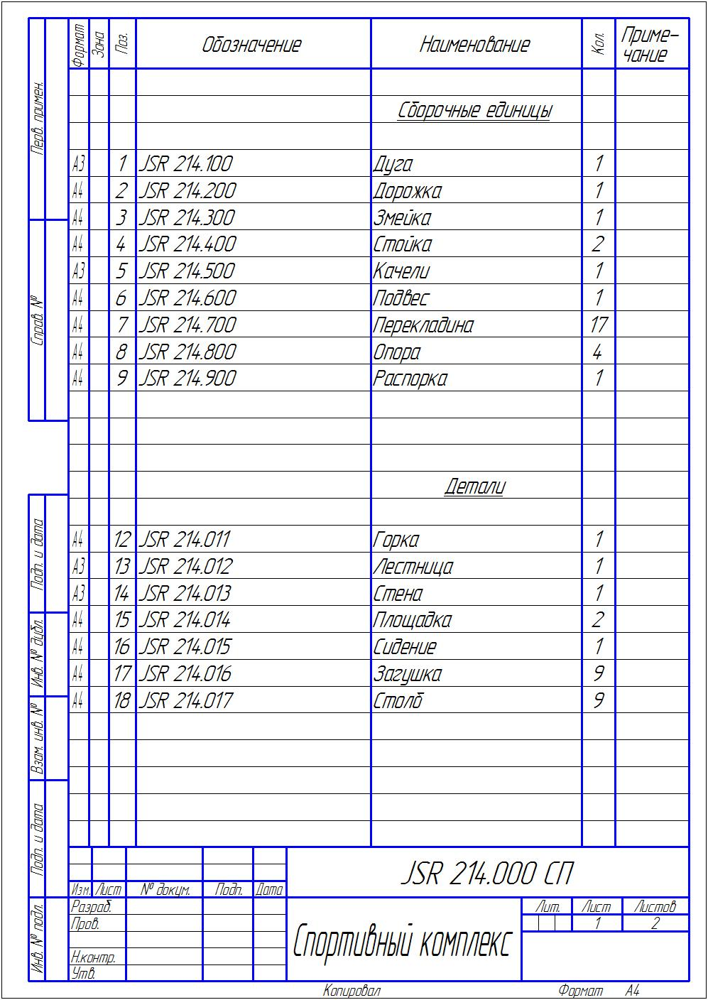 Формат Зона Поз. Обозначение Наименование Кол. Приме-
чание
Сборочные единицы
А3 1 JSR 214.100 Дуга 1
А4 2 JSR 214.200 Дорожка 1
А4 3 JSR 214.300 Змейка 1
А4 4 JSR 214.400 Стойка 2
А3 5 JSR 214.500 Качели 1
А4 6 JSR 214.600 Подвес 1
А4 7 JSR 214.700 Перекладина 17
А4 8 JSR 214.800 Опора 4
А4 9 JSR 214.900 Распорка 1
Детали
А4 12 JSR 214.011 Горка 1
А3 13 JSR 214.012 Лестница 1
А3 14 JSR 214.013 Стена 1
А4 15 JSR 214.014 Площадка 2
А4 16 JSR 214.015 Сидение 1
А4 17 JSR 214.016 Загушка 9
А4 18 JSR 214.017 Столб 9
Перв. примен.
Справ. №
Подп. и дата
Инв. № дубл.
Взам. инв. №
Подп. и дата
Инв. № подл.
JSR 214.000 СП
Изм. Лист № докум. Подп. Дата
Разраб.
Пров.
Н.контр.
Утв.
Спортивный комплекс
Лит. Лист Листов
1 2
Копировал Формат А4